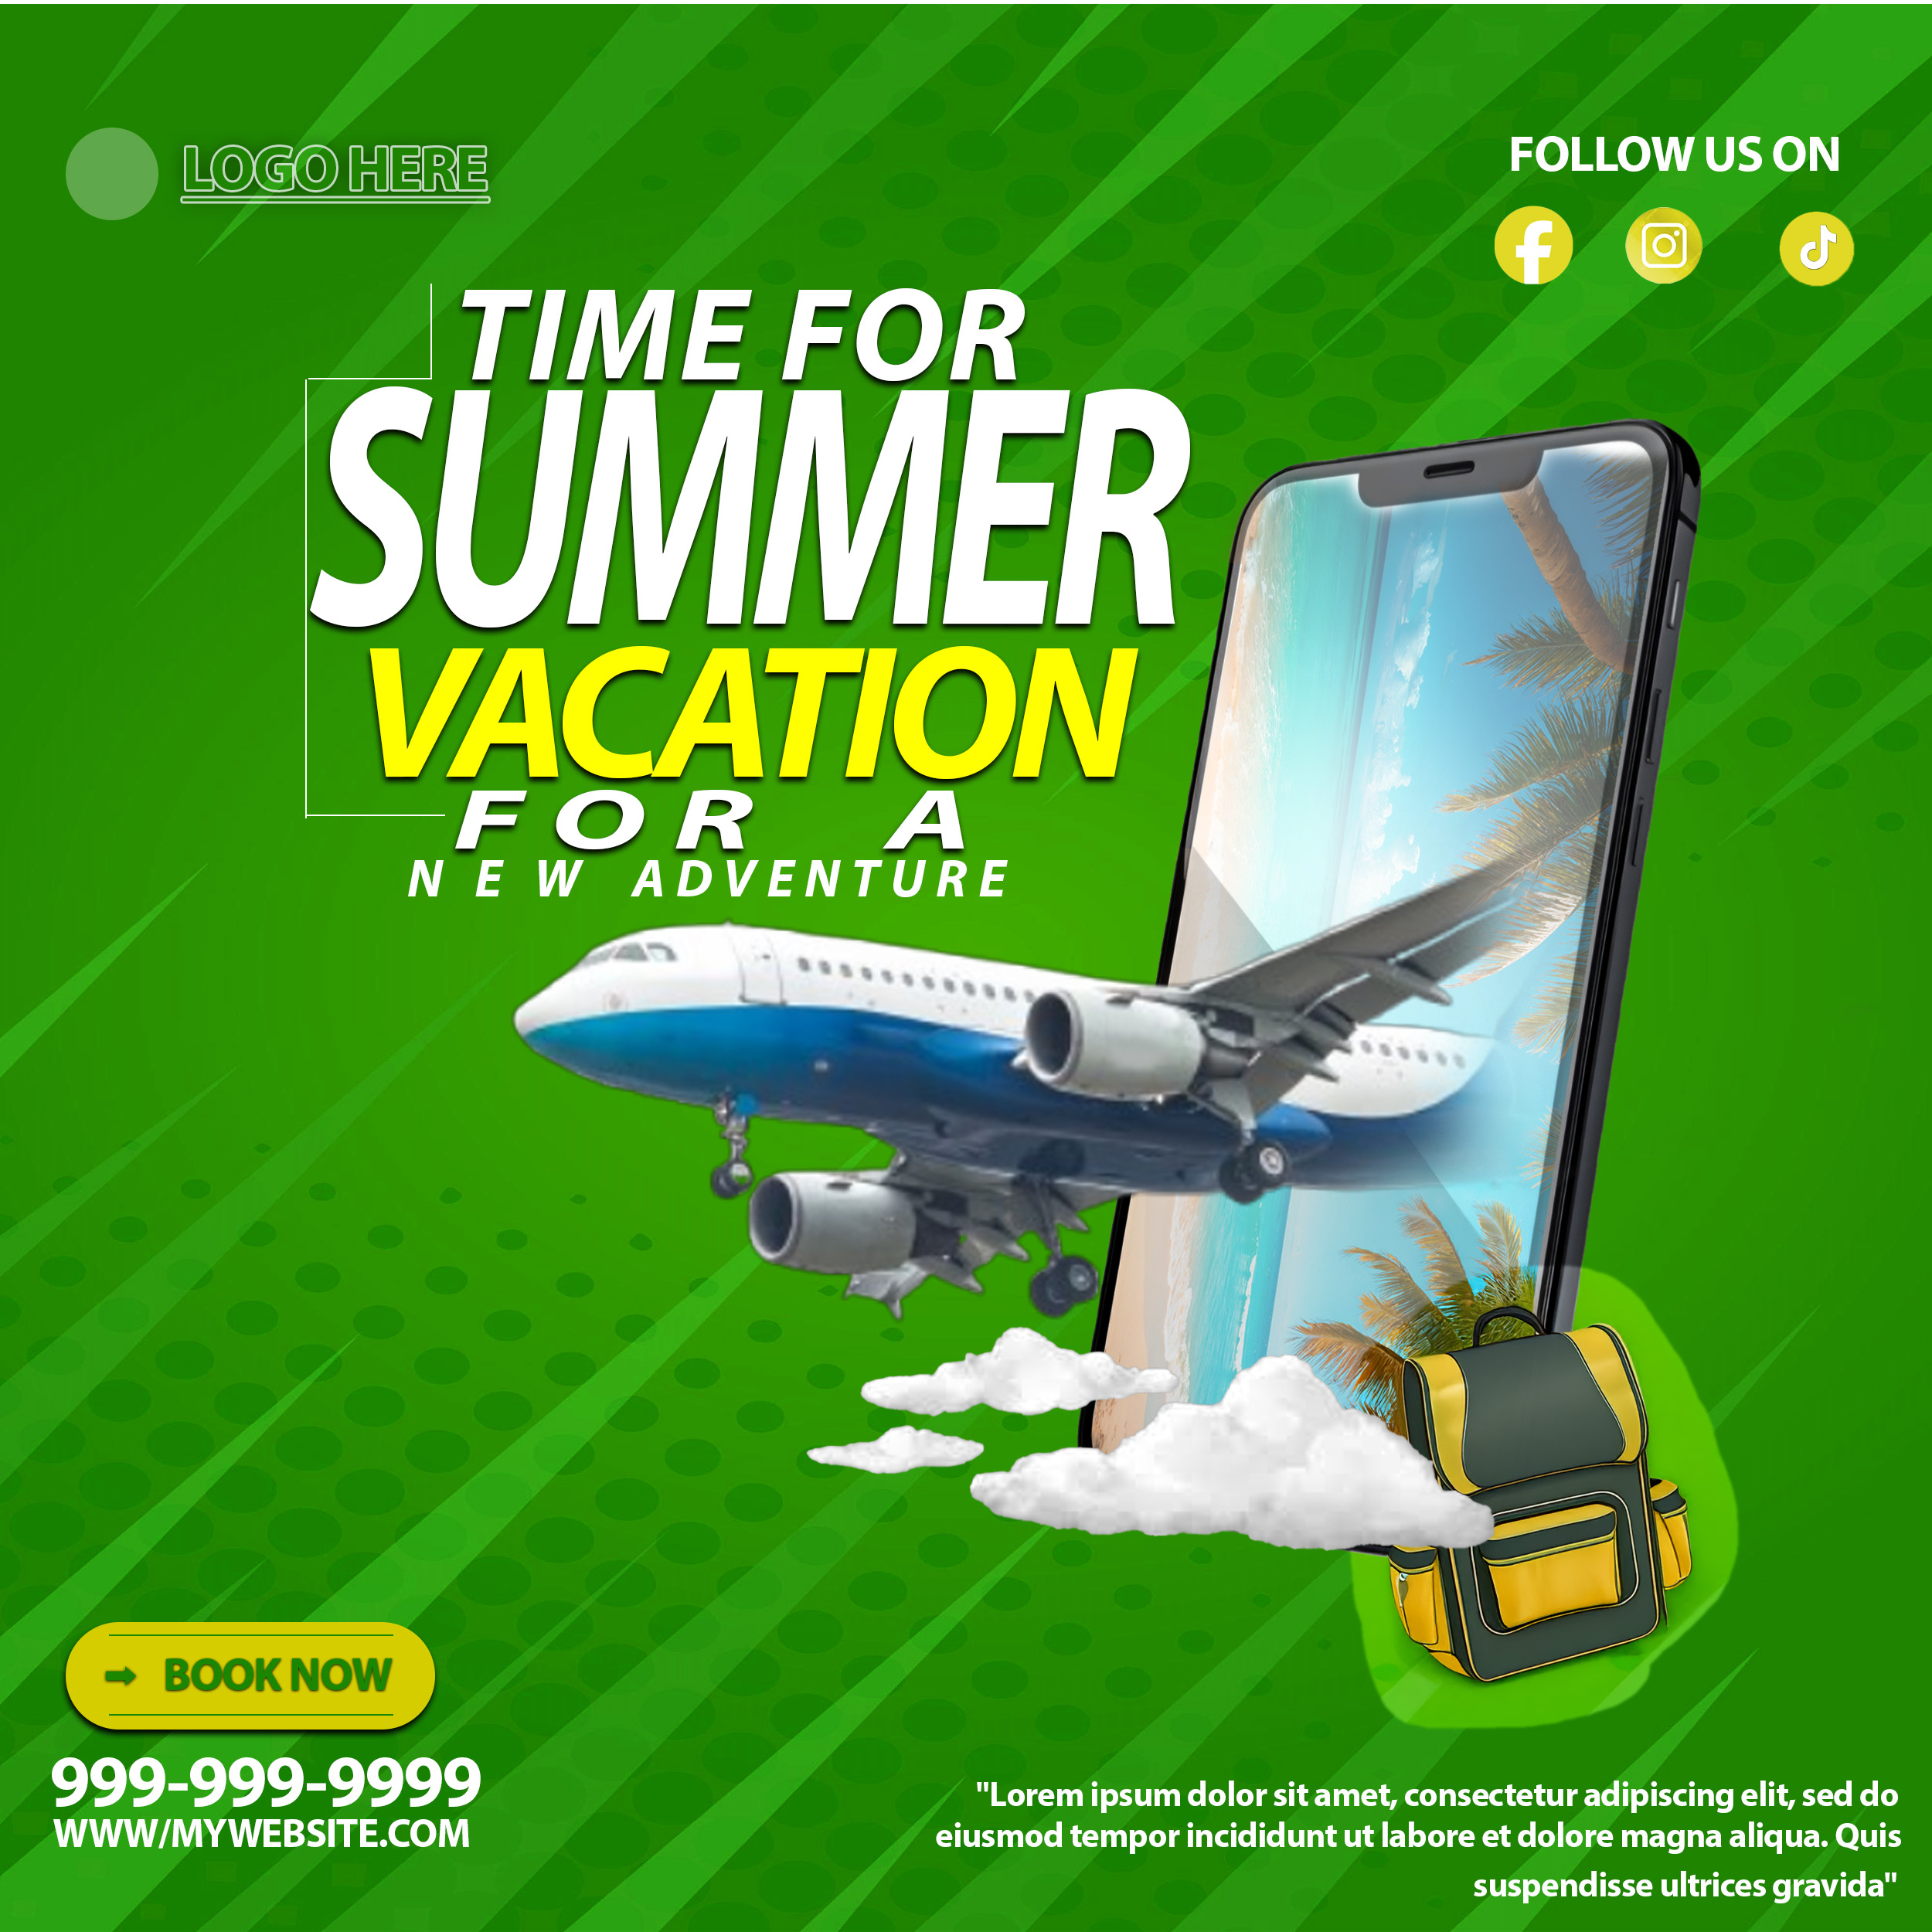 LOGO HERE
FOLLOW US ON
TIME FOR
SUMMER
VACATION
FOR A
NEW ADVENTURE
BOOK NOW
999-999-9999
WWW/MYWEBSITE.COM
"Lorem ipsum dolor sit amet, consectetur adipiscing elit, sed do
eiusmod tempor incididunt ut labore et dolore magna aliqua. Quis
suspendisse ultrices gravida"